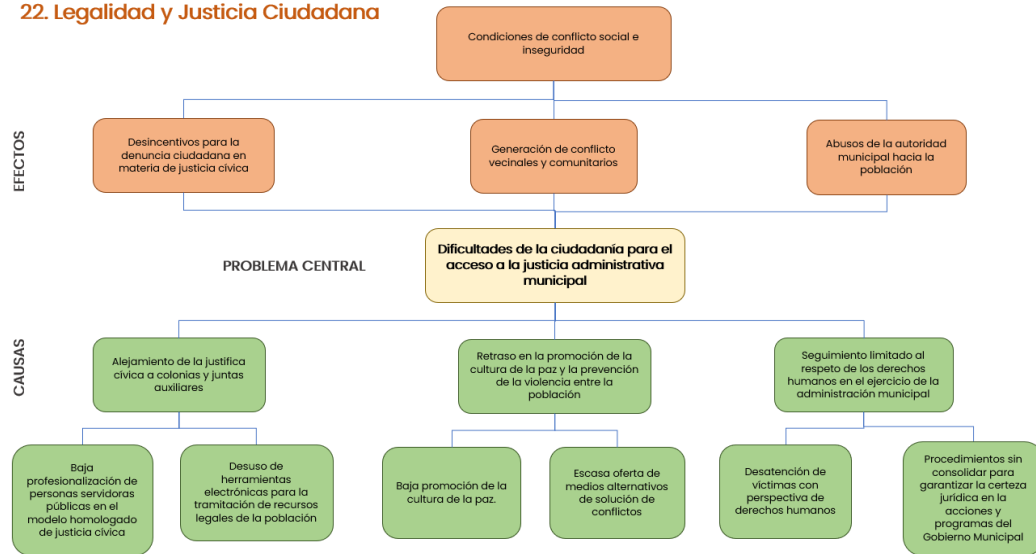 22. Legalidad y Justicia Ciudadana
Condiciones de conflicto social e
inseguridad
EFECTOS
Desincentivos para la
denuncia ciudadana en
materia de justicia cívica
Generación de conflicto
vecinales y comunitarios
Abusos de la autoridad
municipal hacia la
población
PROBLEMA CENTRAL
Dificultades de la ciudadanía para el
acceso a la justicia administrativa
municipal
CAUSAS
Alejamiento de la justifica
cívica a colonias y juntas
auxiliares
Retraso en la promoción de la
cultura de la paz y la prevención
de la violencia entre la
población
Seguimiento limitado al
respeto de los derechos
humanos en el ejercicio de la
administración municipal
Baja
profesionalización de
personas servidoras
públicas en el
modelo homologado
de justicia cívica
Desuso de
herramientas
electrónicas para la
tramitación de recursos
legales de la población
Baja promoción de la
cultura de la paz.
Escasa oferta de
medios alternativos
de solución de
conflictos
Desatención de
víctimas con
perspectiva de
derechos humanos
Procedimientos sin
consolidar para
garantizar la certeza
jurídica en la
acciones y
programas del
Gobierno Municipal